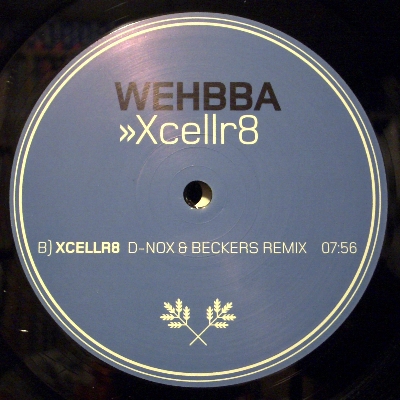 WEHBBA
»Xcellr8
B) XCELLR8 D-NOX & BECKERS REMIX 07:56